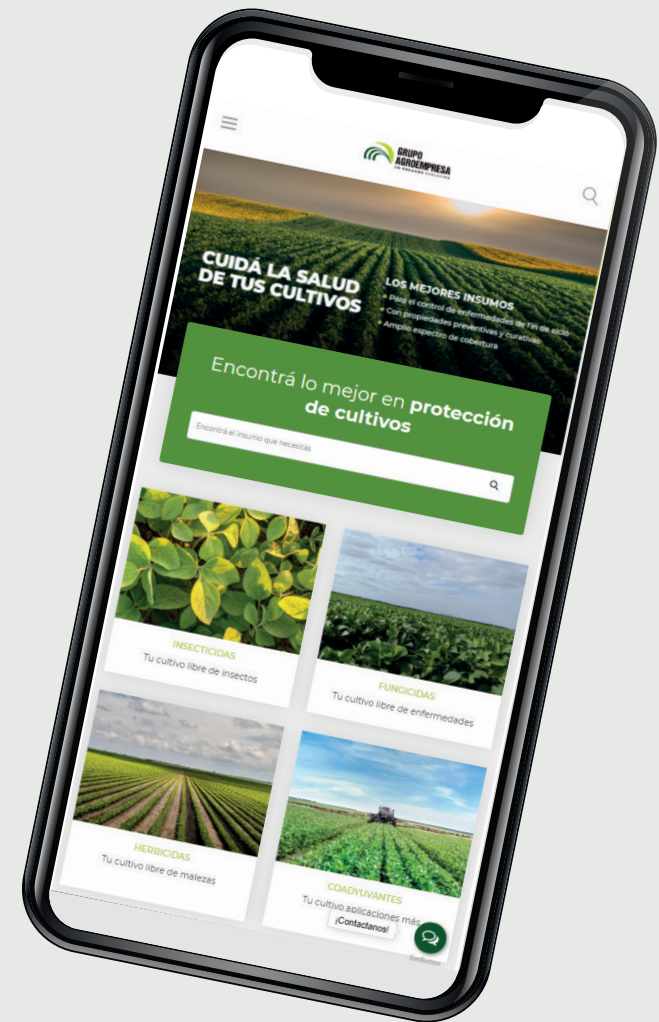 GRUPO
AGROEMPRESA
CUIDÁ LA SALUD
DE TUS CULTIVOS
LOS MEJORES INSUMOS
• Para el control de enfermedades de fin de ciclo
• Con propiedades preventivas y curativas
• Amplio espectro de cobertura
Encontrá lo mejor en protección
de cultivos
Encontrá el insumo que necesitás
INSECTICIDAS
Tu cultivo libre de insectos
FUNGICIDAS
Tu cultivo libre de enfermedades
HERBICIDAS
Tu cultivo libre de malezas
COADYUVANTES
Tu cultivo aplicaciones más
¡Contactanos!
GetButton